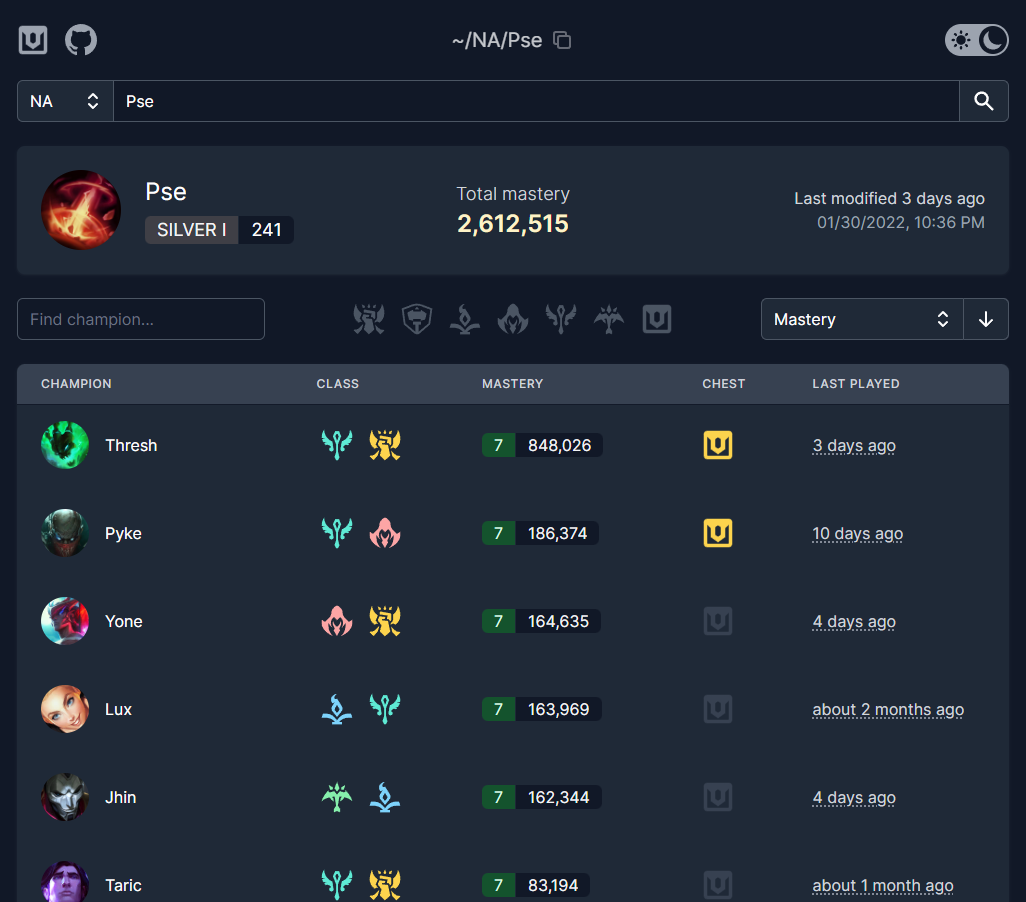 ~/NA/Pse
NA
Pse
Pse
SILVER I 241
Total mastery
2,612,515
Last modified 3 days ago
01/30/2022, 10:36 PM
Find champion...
Mastery
CHAMPION CLASS MASTERY CHEST LAST PLAYED
Thresh 7 848,026 3 days ago
Pyke 7 186,374 10 days ago
Yone 7 164,635 4 days ago
Lux 7 163,969 about 2 months ago
Jhin 7 162,344 4 days ago
Taric 7 83,194 about 1 month ago